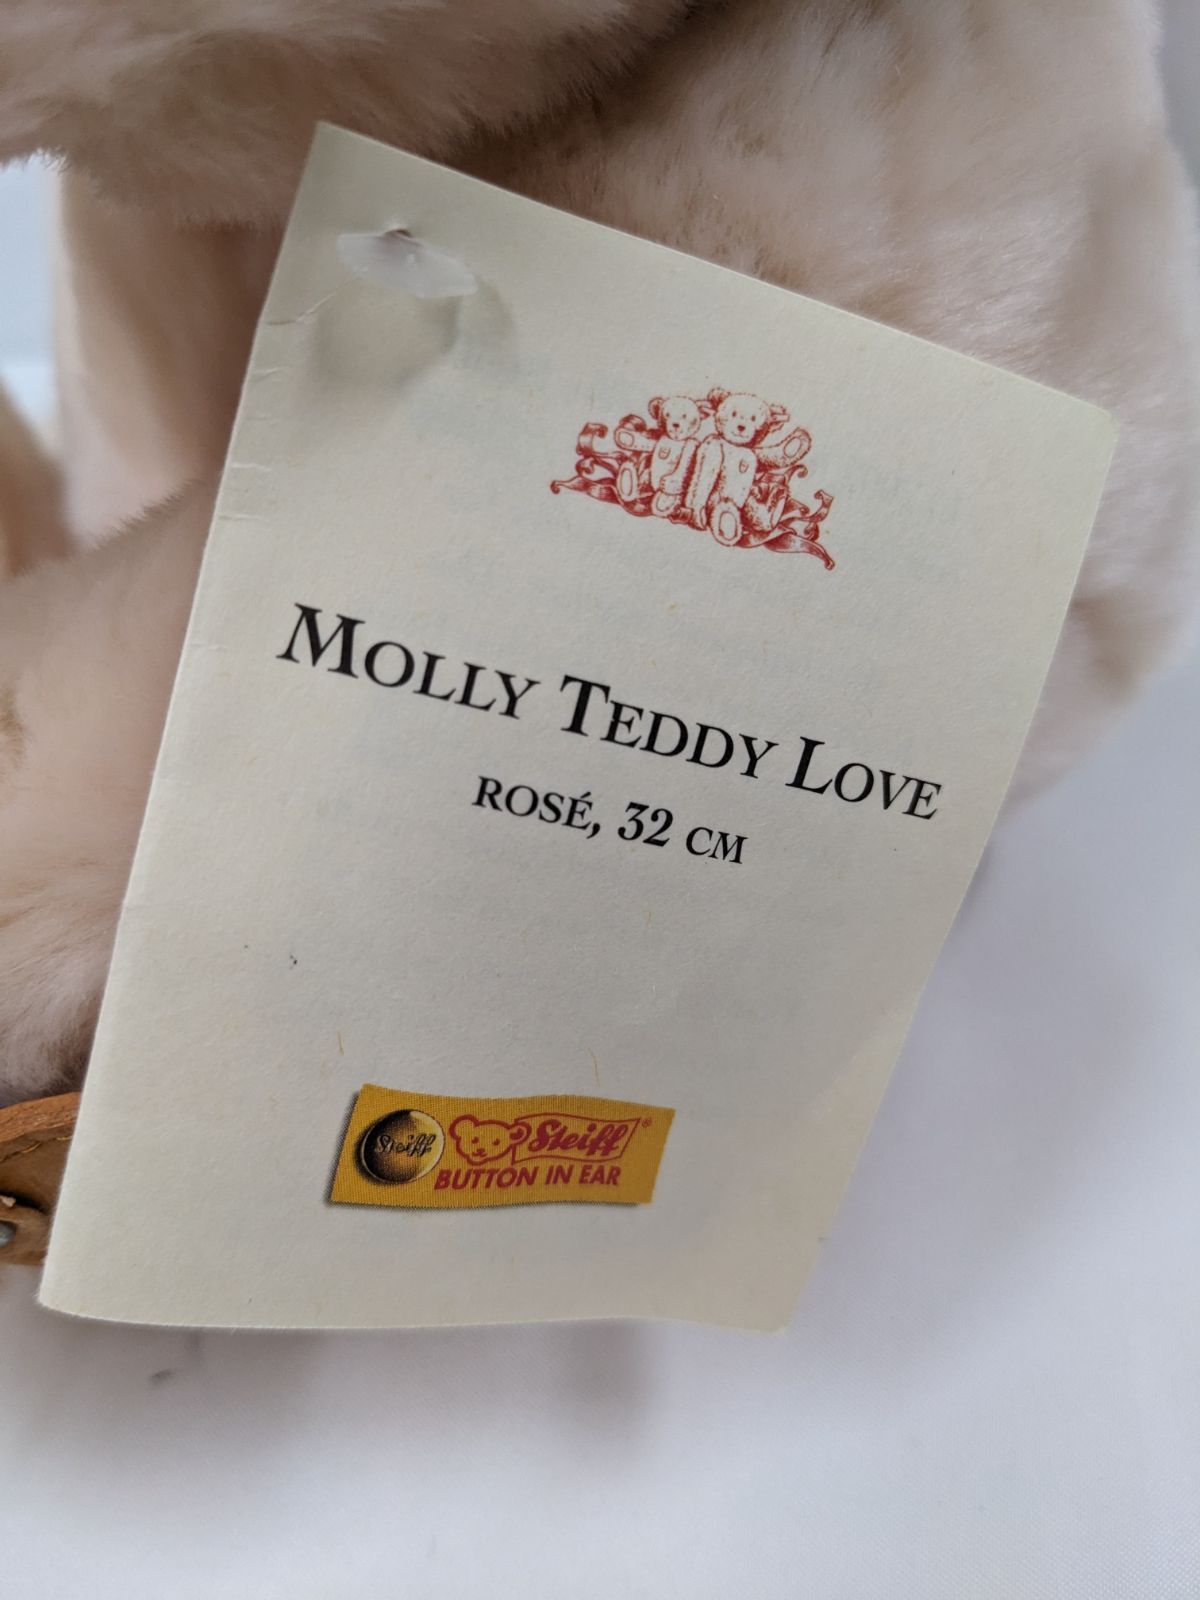 MOLLY TEDDY LOVE
ROSÉ, 32 CM
Steiff Steiff®
BUTTON IN EAR